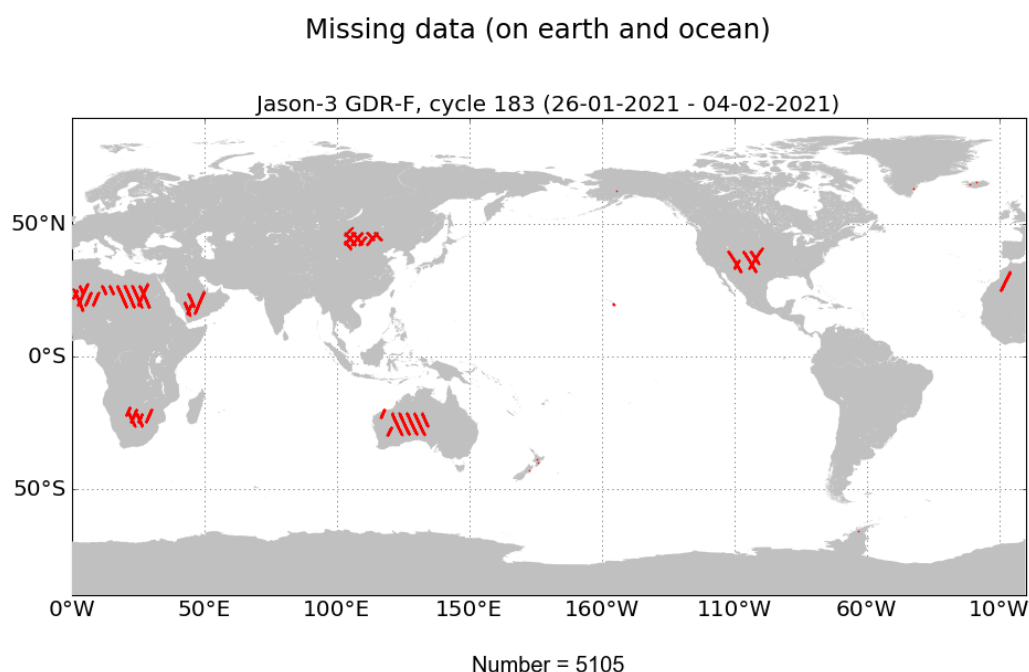 Missing data (on earth and ocean)
Jason-3 GDR-F, cycle 183 (26-01-2021 - 04-02-2021)
50°N
0°S
50°S
0°W 50°E 100°E 150°E 160°W 110°W 60°W 10°W
Number = 5105